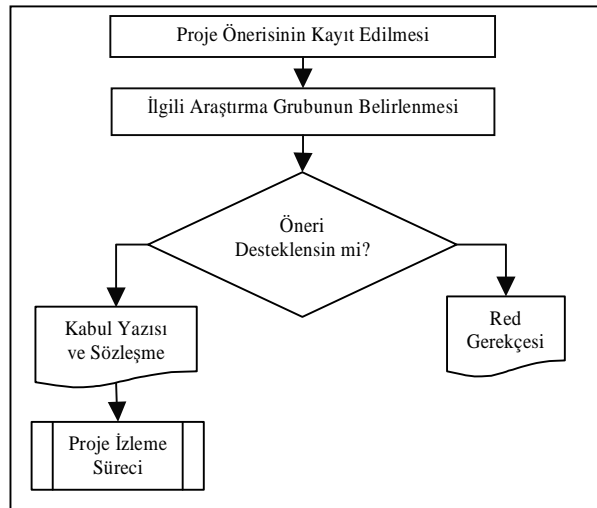 Proje Önerisinin Kayıt Edilmesi
İlgili Araştırma Grubunun Belirlenmesi
Öneri
Desteklensin mi?
Kabul Yazısı
ve Sözleşme
Red
Gerekçesi
Proje İzleme
Süreci